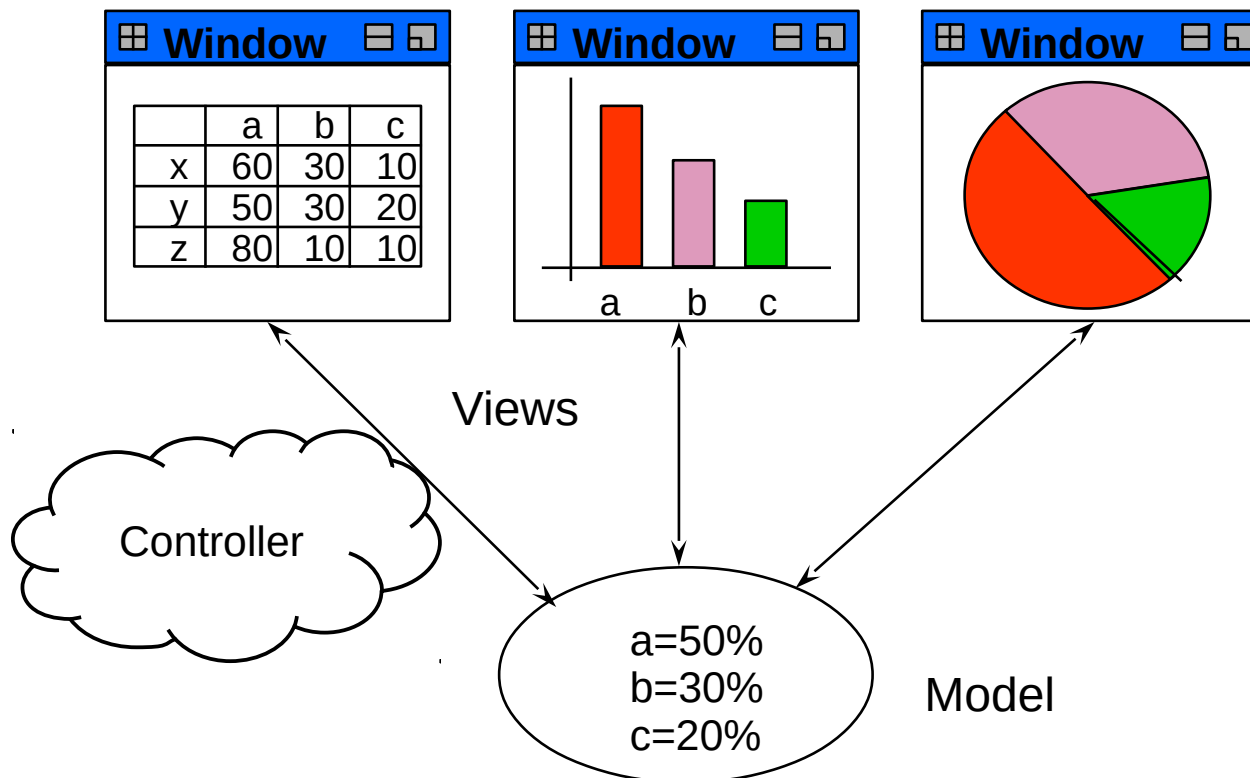 Window
a b c
x 60 30 10
y 50 30 20
z 80 10 10
Window
a b c
Window
Views
Controller
a=50%
b=30%
c=20%
Model